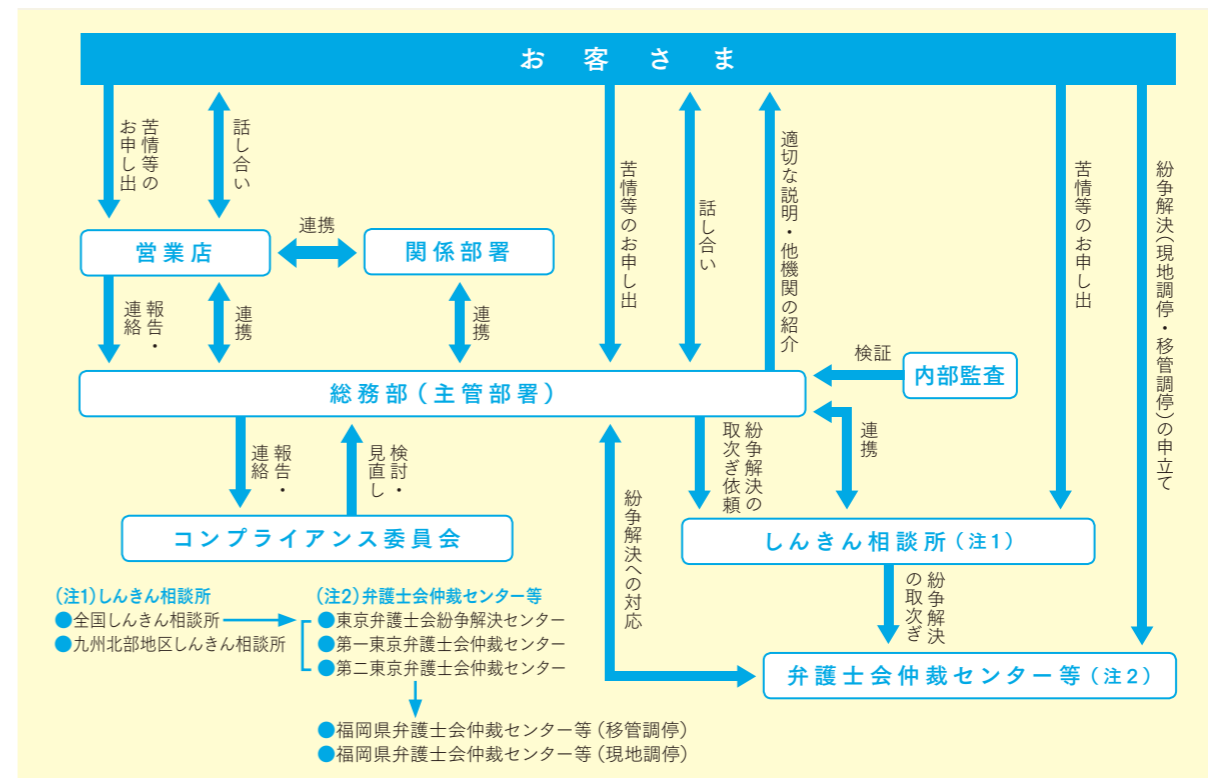 お客さま
苦情等の
お申し出
話し合い
苦情等のお申し出
話し合い
適切な説明・他機関の紹介
苦情等のお申し出
紛争解決(現地調停・移管調停)の申立て
営業店
連携
関係部署
報告・
連絡
連携
連携
検証
内部監査
総務部(主管部署)
報告・
連絡
検討・
見直し
紛争解決への対応
紛争解決の
取次ぎ依頼
連携
コンプライアンス委員会
しんきん相談所(注1)
紛争解決
の取次ぎ
弁護士会仲裁センター等(注2)
(注1)しんきん相談所
●全国しんきん相談所
●九州北部地区しんきん相談所
(注2)弁護士会仲裁センター等
●東京弁護士会紛争解決センター
●第一東京弁護士会仲裁センター
●第二東京弁護士会仲裁センター
●福岡県弁護士会仲裁センター等(移管調停)
●福岡県弁護士会仲裁センター等(現地調停)